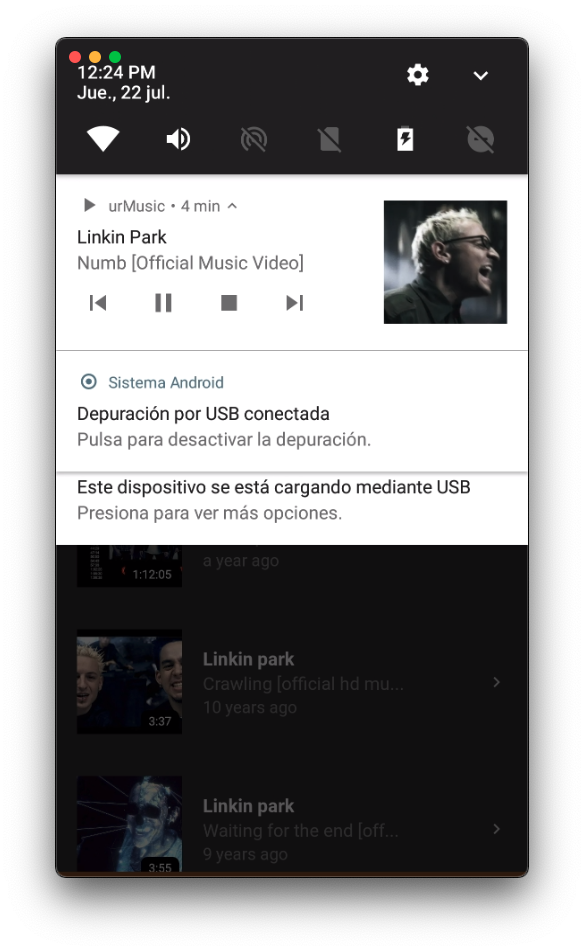 12:24 PM
Jue., 22 jul.
urMusic • 4 min
Linkin Park
Numb [Official Music Video]
Sistema Android
Depuración por USB conectada
Pulsa para desactivar la depuración.
Este dispositivo se está cargando mediante USB
Presiona para ver más opciones.
1:12:05
a year ago
Linkin park
Crawling [official hd mu...
3:37
10 years ago
Linkin park
Waiting for the end [off...
3:55
9 years ago